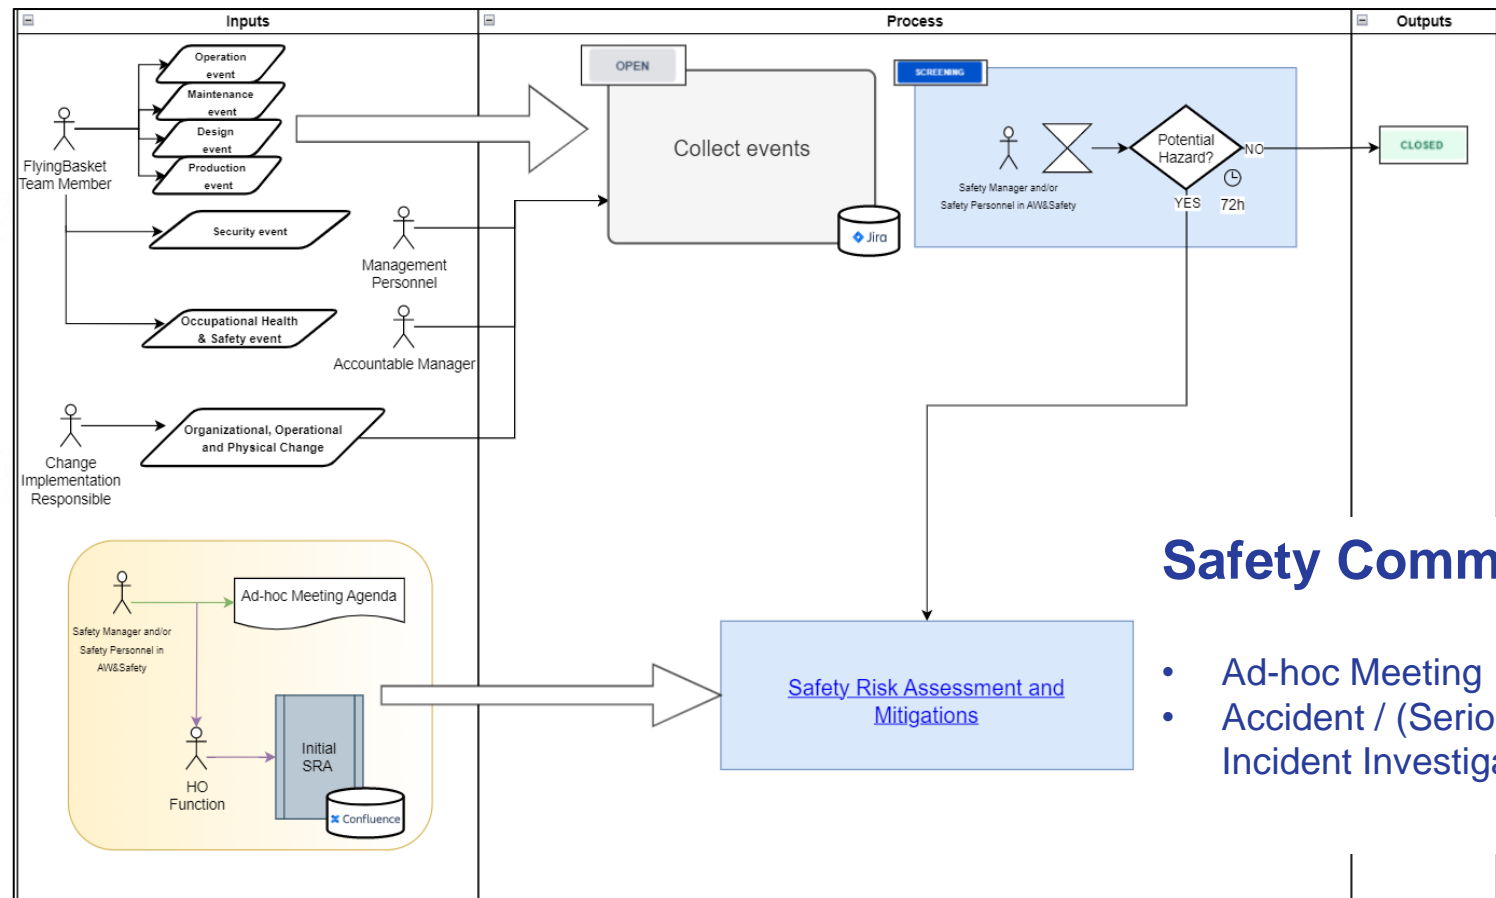 Inputs
Process
Outputs
Operation
event
Maintenance
event
Design
event
Production
event
FlyingBasket
Team Member
Security event
Management
Personnel
Occupational Health
& Safety event
Accountable Manager
Organizational, Operational
and Physical Change
Change
Implementation
Responsible
OPEN
Collect events
Jira
SCREENING
Safety Manager and/or
Safety Personnel in AW&Safety
Potential
Hazard?
NO
YES
72h
CLOSED
Ad-hoc Meeting Agenda
Safety Manager and/or
Safety Personnel in
AW&Safety
HO
Function
Initial
SRA
Confluence
Safety Risk Assessment and
Mitigations
Safety Comm
• Ad-hoc Meeting
• Accident / (Serio
Incident Investiga